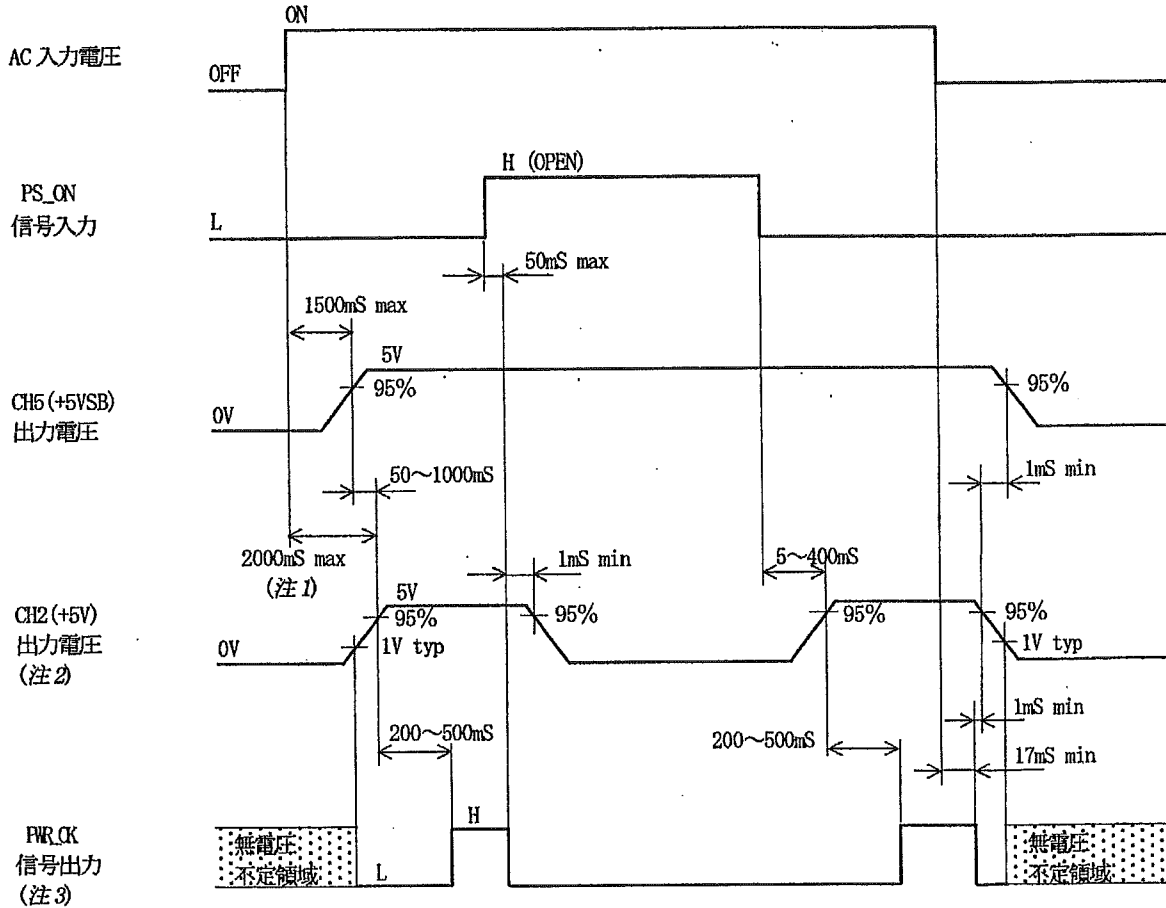 ON
AC 入力電圧
OFF
H (OPEN)
PS_ON
信号入力
L
50mS max
1500mS max
5V
95%
95%
CH5(+5VSB)
出力電圧
0V
50～1000mS
1mS min
2000mS max
(注1)
1mS min
5～400mS
5V
CH2(+5V)
出力電圧
(注2)
95%
95%
95%
95%
0V
1V typ
1V typ
1mS min
200～500mS
200～500mS
17mS min
H
PWR_OK
信号出力
(注3)
無電圧
不定領域
L
無電圧
不定領域